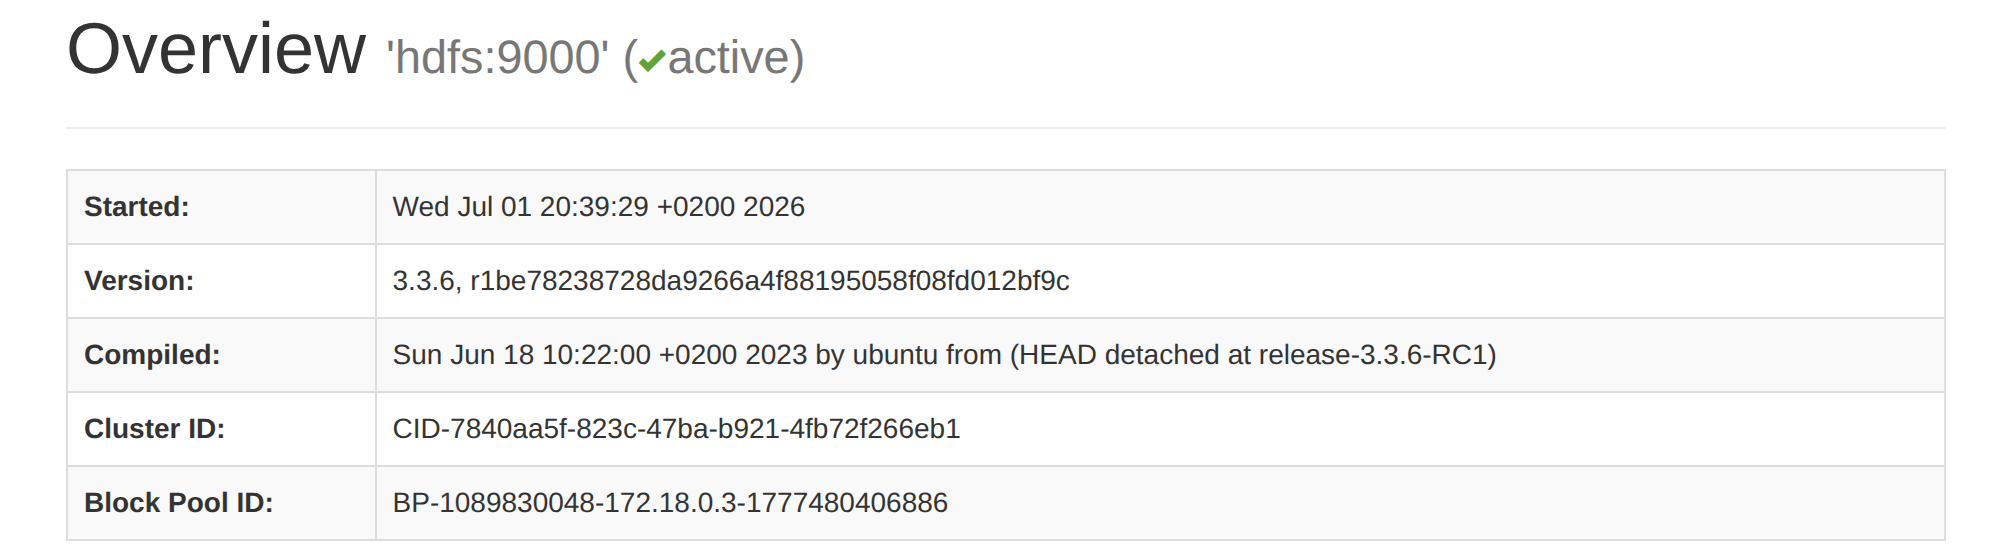 Overview 'hdfs:9000' (✔active)
Started: Wed Jul 01 20:39:29 +0200 2026
Version: 3.3.6, r1be78238728da9266a4f88195058f08fd012bf9c
Compiled: Sun Jun 18 10:22:00 +0200 2023 by ubuntu from (HEAD detached at release-3.3.6-RC1)
Cluster ID: CID-7840aa5f-823c-47ba-b921-4fb72f266eb1
Block Pool ID: BP-1089830048-172.18.0.3-1777480406886